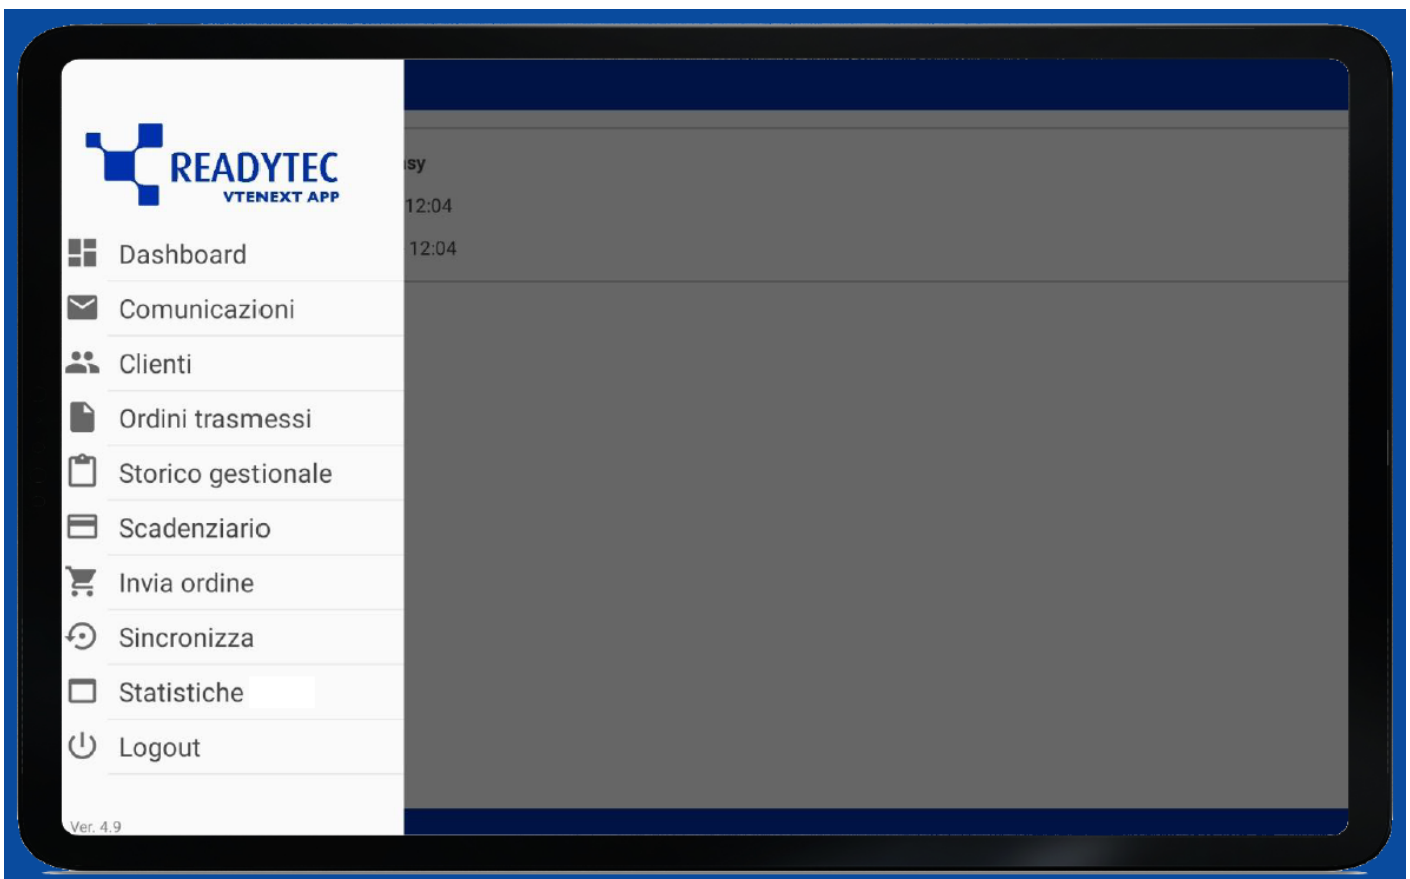 READYTEC
VTENEXT APP
Dashboard
Comunicazioni
Clienti
Ordini trasmessi
Storico gestionale
Scadenziario
Invia ordine
Sincronizza
Statistiche
Logout
Ver. 4.9
12:04
12:04